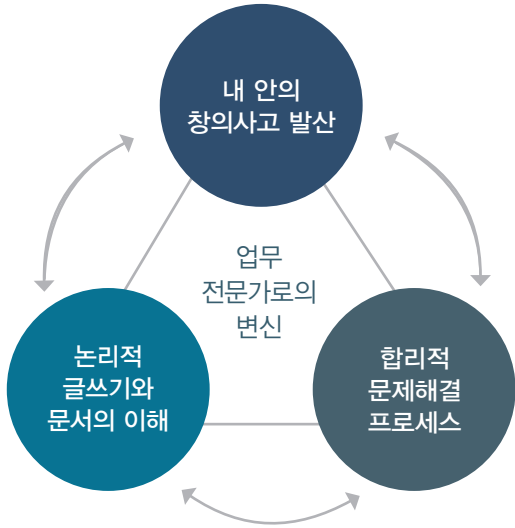 내 안의
창의사고 발산
업무
전문가로의
변신
논리적
글쓰기와
문서의 이해
합리적
문제해결
프로세스